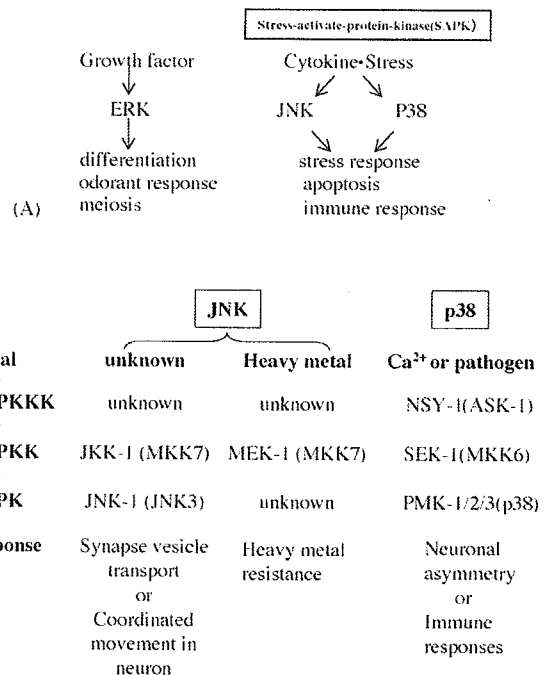 Stress-activate-protein-kinase(SAPK)
Growth factor
Cytokine•Stress
ERK
JNK
P38
differentiation
odorant response
meiosis
stress response
apoptosis
immune response
(A)
JNK
p38
al
unknown
Heavy metal
Ca²⁺ or pathogen
PKKK
unknown
unknown
NSY-1(ASK-1)
PKK
JKK-1 (MKK7)
MEK-1 (MKK7)
SEK-1(MKK6)
PK
JNK-1 (JNK3)
unknown
PMK-1/2/3(p38)
ponse
Synapse vesicle
transport
or
Coordinated
movement in
neuron
Heavy metal
resistance
Neuronal
asymmetry
or
Immune
responses